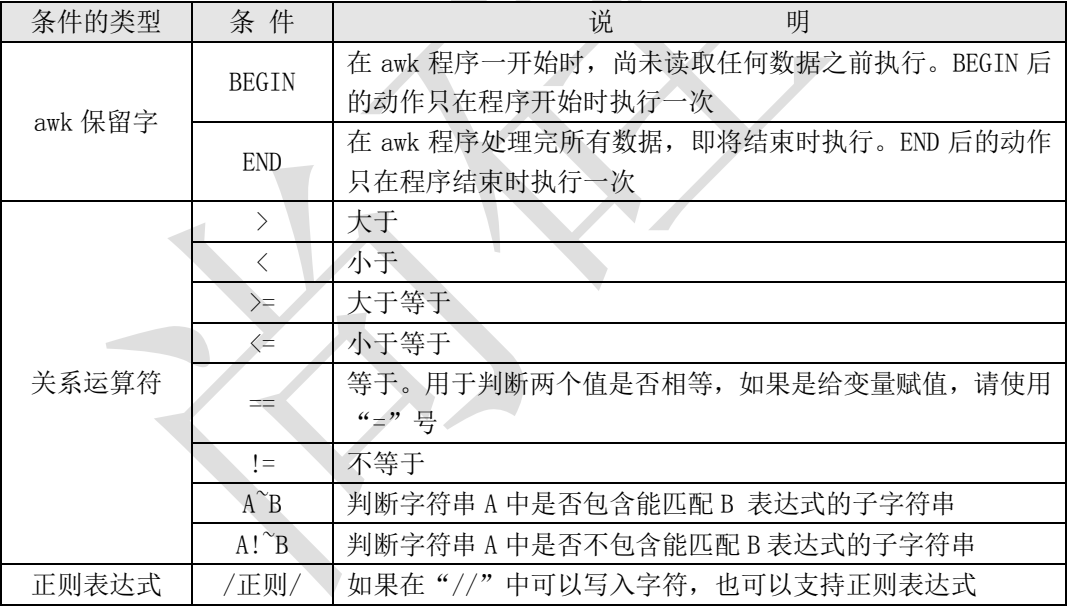 条件的类型 条 件 说 明
awk 保留字 BEGIN 在 awk 程序一开始时，尚未读取任何数据之前执行。BEGIN 后
的动作只在程序开始时执行一次
END 在 awk 程序处理完所有数据，即将结束时执行。END 后的动作
只在程序结束时执行一次
关系运算符 > 大于
< 小于
>= 大于等于
<= 小于等于
== 等于。用于判断两个值是否相等，如果是给变量赋值，请使用
“=”号
!= 不等于
A~B 判断字符串 A 中是否包含能匹配 B 表达式的子字符串
A!~B 判断字符串 A 中是否不包含能匹配 B 表达式的子字符串
正则表达式 /正则/ 如果在“//”中可以写入字符，也可以支持正则表达式